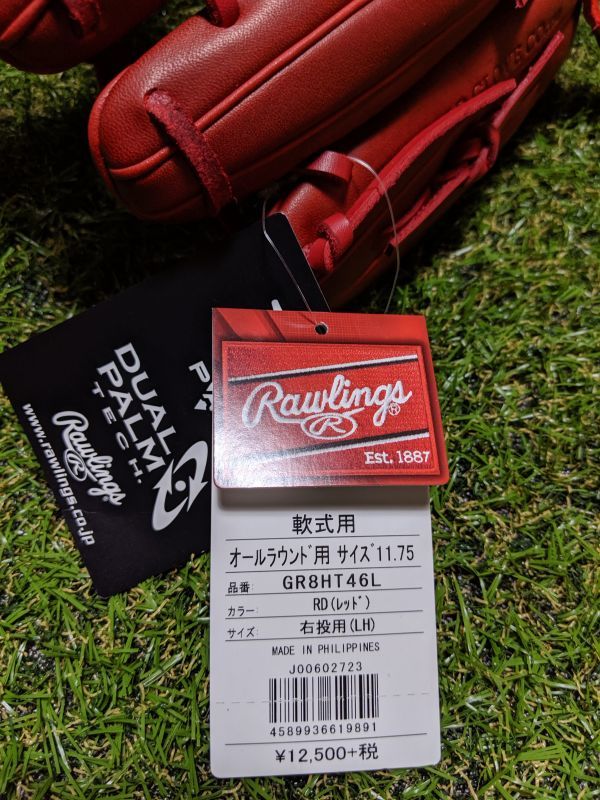 Rawlings
R
Est. 1887
軟式用
オールラウンド用 サイズ11.75
品番: GR8HT46L
カラー: RD(レッド)
サイズ: 右投用(LH)
MADE IN PHILIPPINES
J00602723
4589936619891
¥12,500+税
DUAL
PALM
TECH.
Rawlings
www.rawlings.co.jp